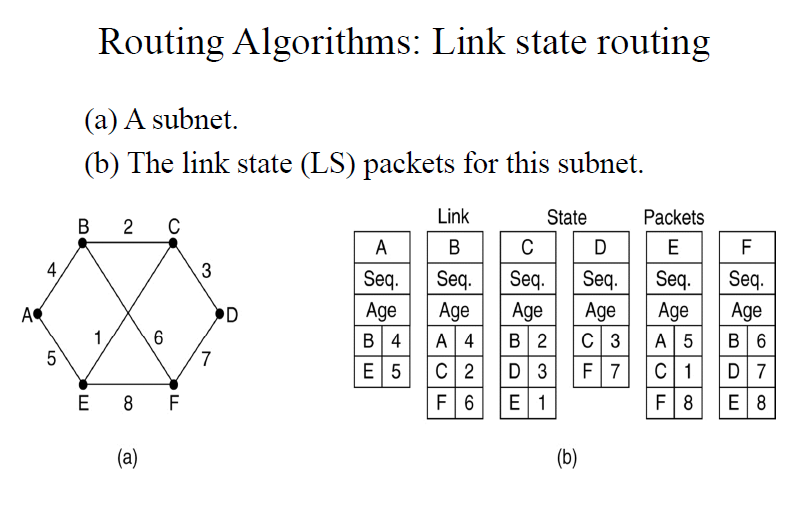 Routing Algorithms: Link state routing
(a) A subnet.
(b) The link state (LS) packets for this subnet.
B 2 C
4 3
A D
1 6
5 7
E 8 F
(a)
Link State Packets
A B C D E F
Seq. Seq. Seq. Seq. Seq. Seq.
Age Age Age Age Age Age
B 4 A 4 B 2 C 3 A 5 B 6
E 5 C 2 D 3 F 7 C 1 D 7
F 6 E 1 F 8 E 8
(b)